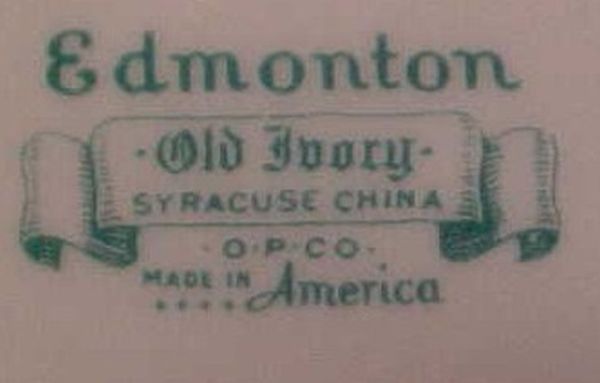 Edmonton
·Old Ivory·
SYRACUSE CHINA
·O·P·CO·
MADE IN America